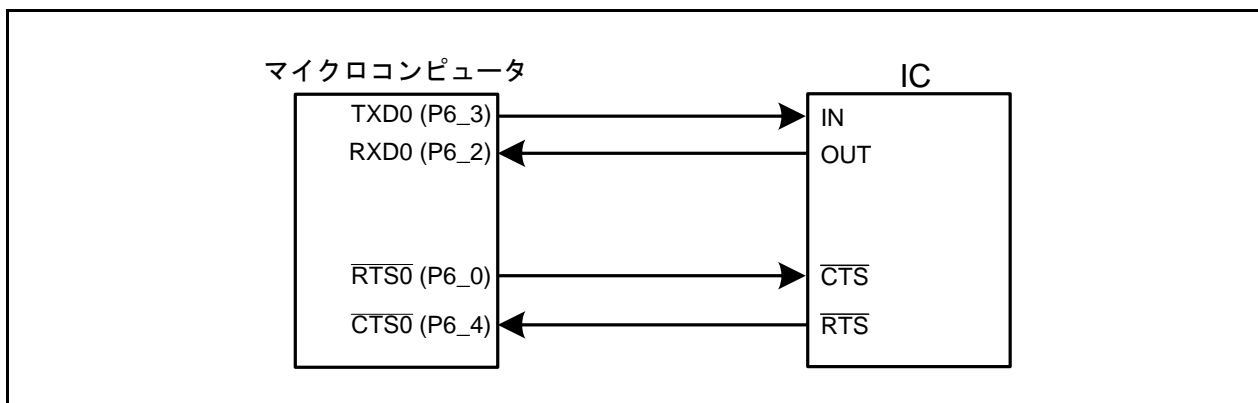 マイクロコンピュータ
TXD0 (P6_3)
RXD0 (P6_2)
RTS0 (P6_0)
CTS0 (P6_4)
IC
IN
OUT
CTS
RTS